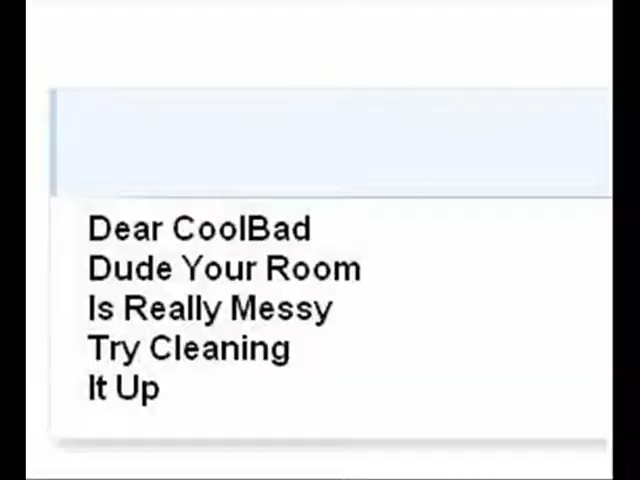 Dear CoolBad
Dude Your Room
Is Really Messy
Try Cleaning
It Up